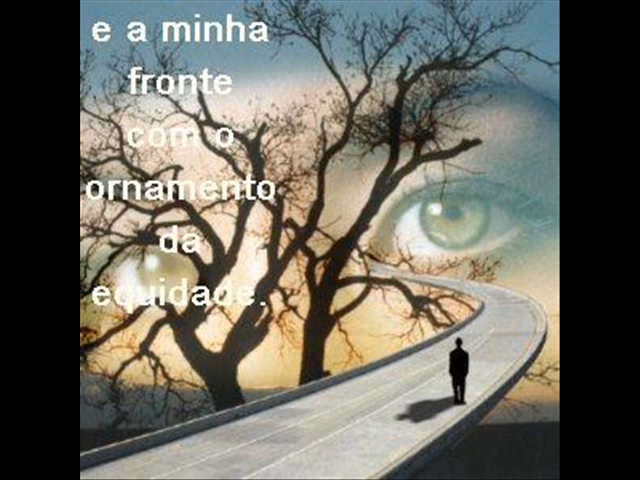 e a minha
fronte
com o
ornamento
da
equidade.